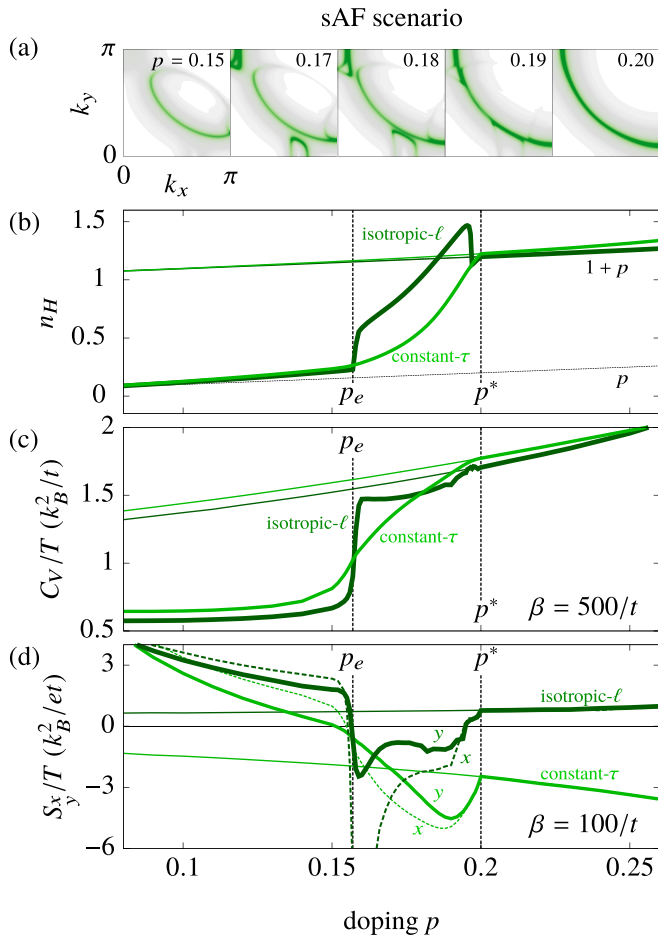 sAF scenario
(a)
π
k_y
0
p = 0.15
0.17
0.18
0.19
0.20
0
k_x
π
(b)
1.5
1
0.5
0
n_H
isotropic-ℓ
constant-τ
1 + p
p
p_e
p*
(c)
2
1.5
1
0.5
C_V/T (k_B^2/t)
p_e
isotropic-ℓ
constant-τ
p*
β = 500/t
(d)
3
0
−3
−6
S_y^x/T (k_B^2/et)
p_e
p*
isotropic-ℓ
y
x
y
x
constant-τ
β = 100/t
0.1
0.15
0.2
0.25
doping p